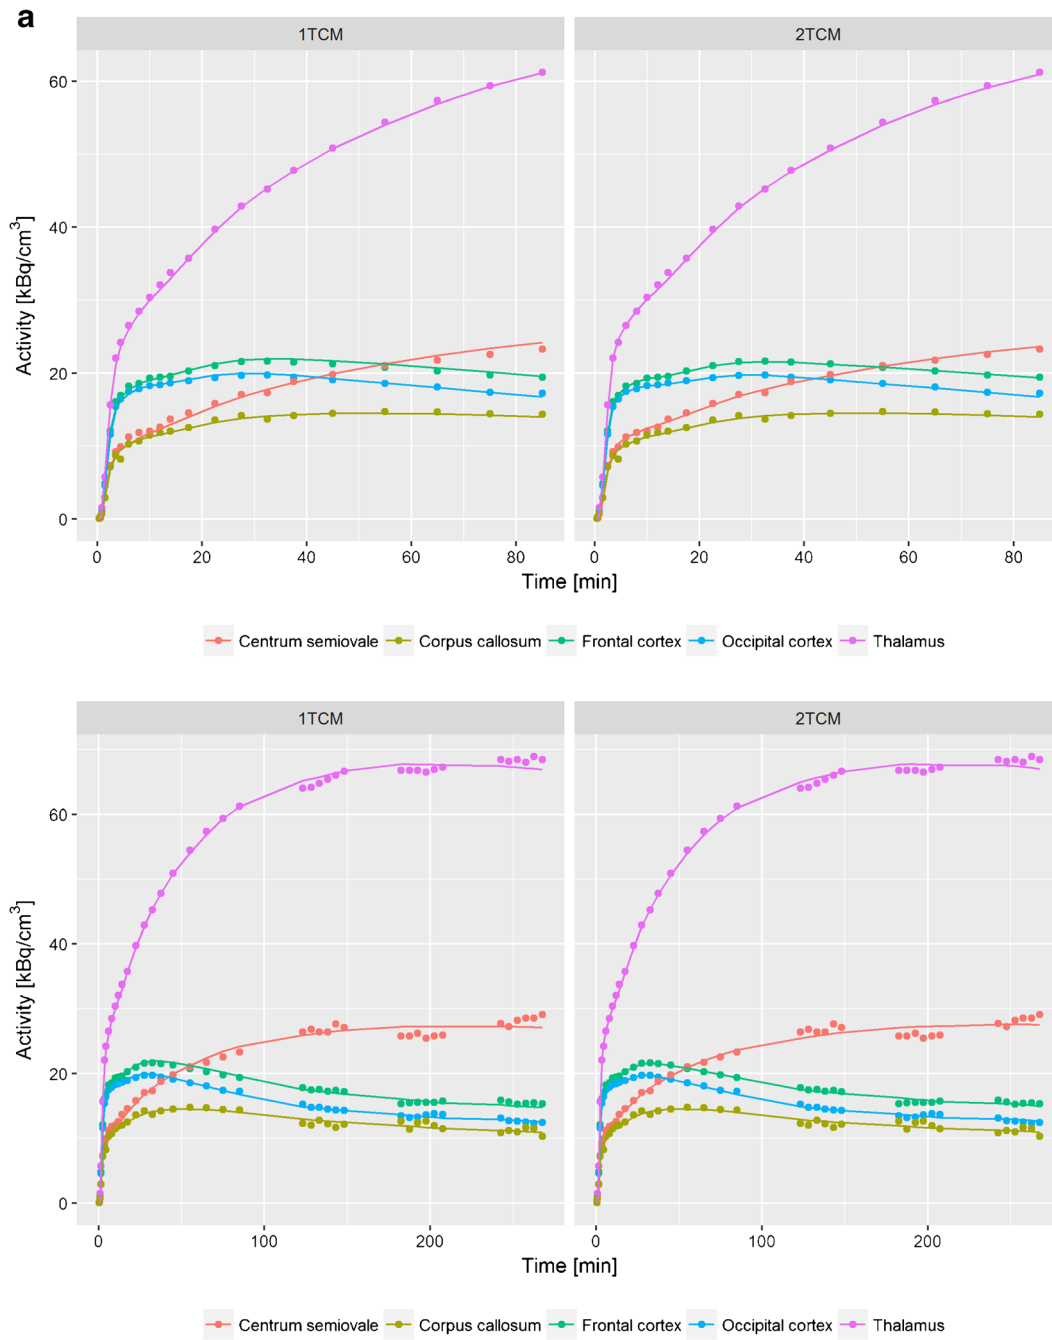 a
1TCM 2TCM
60
40
20
0
Activity [kBq/cm³]
0 20 40 60 80 0 20 40 60 80
Time [min]
Centrum semiovale Corpus callosum Frontal cortex Occipital cortex Thalamus
1TCM 2TCM
60
40
20
0
Activity [kBq/cm³]
0 100 200 0 100 200
Time [min]
Centrum semiovale Corpus callosum Frontal cortex Occipital cortex Thalamus